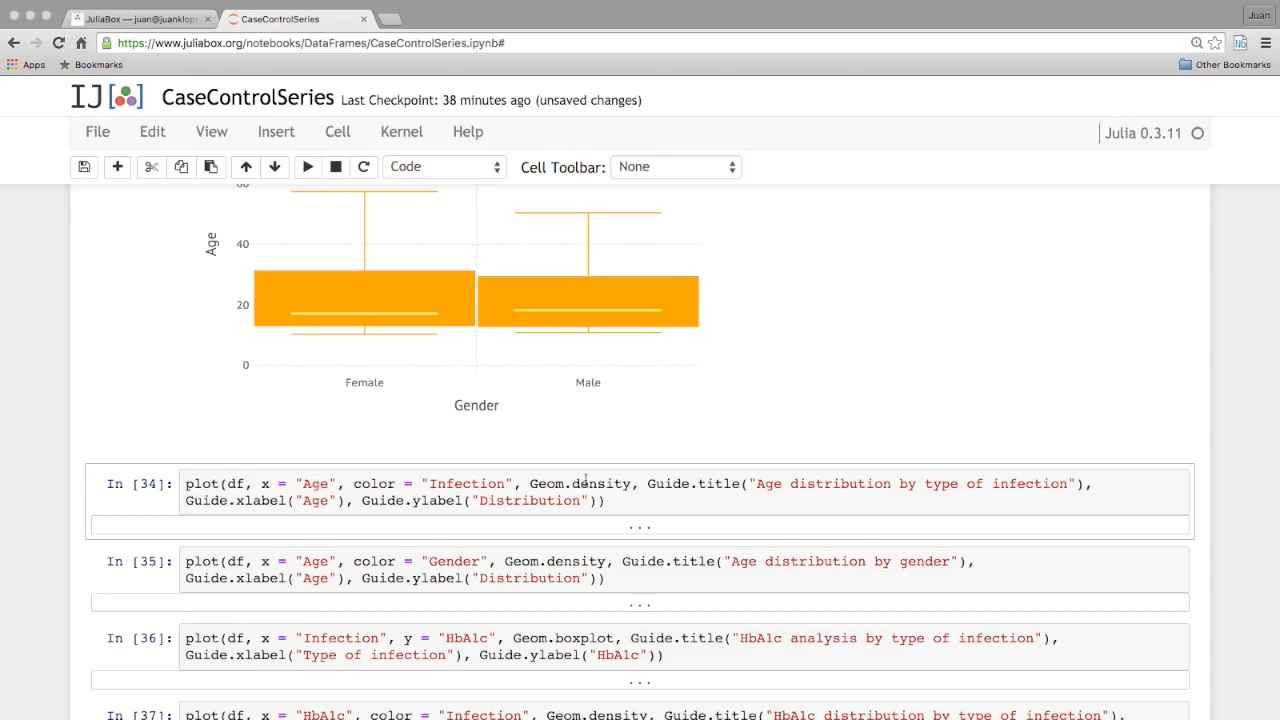 JuliaBox — juan@juanklopp
CaseControlSeries
Juan
https://www.juliabox.org/notebooks/DataFrames/CaseControlSeries.ipynb#
Apps
Bookmarks
Other Bookmarks
IJ[ ] CaseControlSeries Last Checkpoint: 38 minutes ago (unsaved changes)
File Edit View Insert Cell Kernel Help
Julia 0.3.11
Code
Cell Toolbar: None
60
40
20
0
Age
Female Male
Gender
In [34]: plot(df, x = "Age", color = "Infection", Geom.density, Guide.title("Age distribution by type of infection"),
Guide.xlabel("Age"), Guide.ylabel("Distribution"))
...
In [35]: plot(df, x = "Age", color = "Gender", Geom.density, Guide.title("Age distribution by gender"),
Guide.xlabel("Age"), Guide.ylabel("Distribution"))
...
In [36]: plot(df, x = "Infection", y = "HbA1c", Geom.boxplot, Guide.title("HbA1c analysis by type of infection"),
Guide.xlabel("Type of infection"), Guide.ylabel("HbA1c"))
...
In [37]: plot(df, x = "HbA1c", color = "Infection", Geom.density, Guide.title("HbA1c distribution by type of infection"),